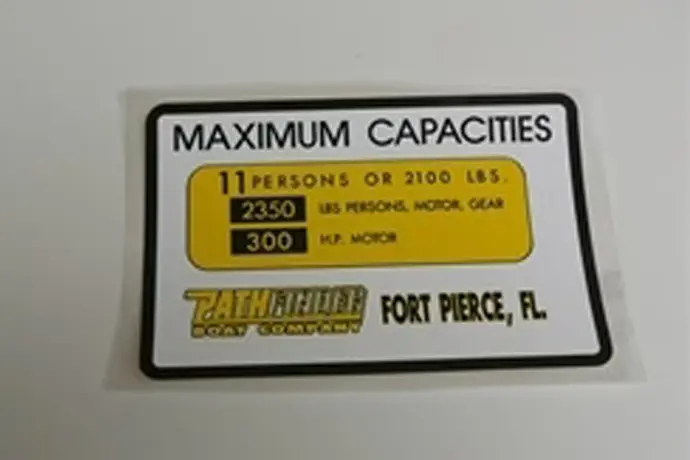 MAXIMUM CAPACITIES
11 PERSONS OR 2100 LBS.
2350 LBS PERSONS, MOTOR, GEAR
300 H.P. MOTOR
PATHFINDER
BOAT COMPANY
FORT PIERCE, FL.